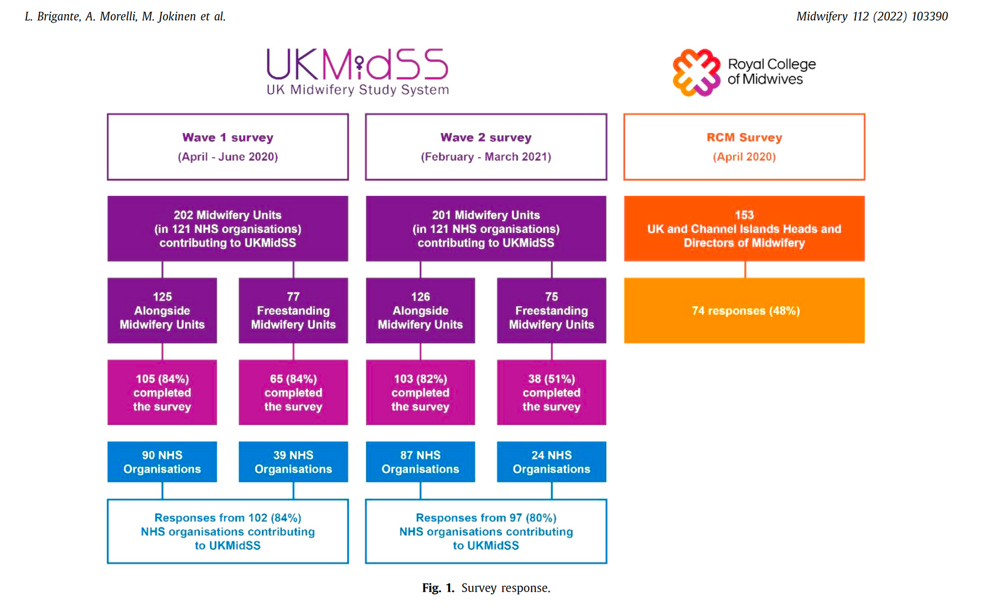 L. Brigante, A. Morelli, M. Jokinen et al.
Midwifery 112 (2022) 103390
UKMidSS
UK Midwifery Study System
Royal College
of Midwives
Wave 1 survey
(April - June 2020)
202 Midwifery Units
(in 121 NHS organisations)
contributing to UKMidSS
125
Alongside
Midwifery Units
77
Freestanding
Midwifery Units
105 (84%)
completed
the survey
65 (84%)
completed
the survey
90 NHS
Organisations
39 NHS
Organisations
Responses from 102 (84%)
NHS organisations contributing
to UKMidSS
Wave 2 survey
(February - March 2021)
201 Midwifery Units
(in 121 NHS organisations)
contributing to UKMidSS
126
Alongside
Midwifery Units
75
Freestanding
Midwifery Units
103 (82%)
completed
the survey
38 (51%)
completed
the survey
87 NHS
Organisations
24 NHS
Organisations
Responses from 97 (80%)
NHS organisations contributing
to UKMidSS
RCM Survey
(April 2020)
153
UK and Channel Islands Heads and
Directors of Midwifery
74 responses (48%)
Fig. 1. Survey response.